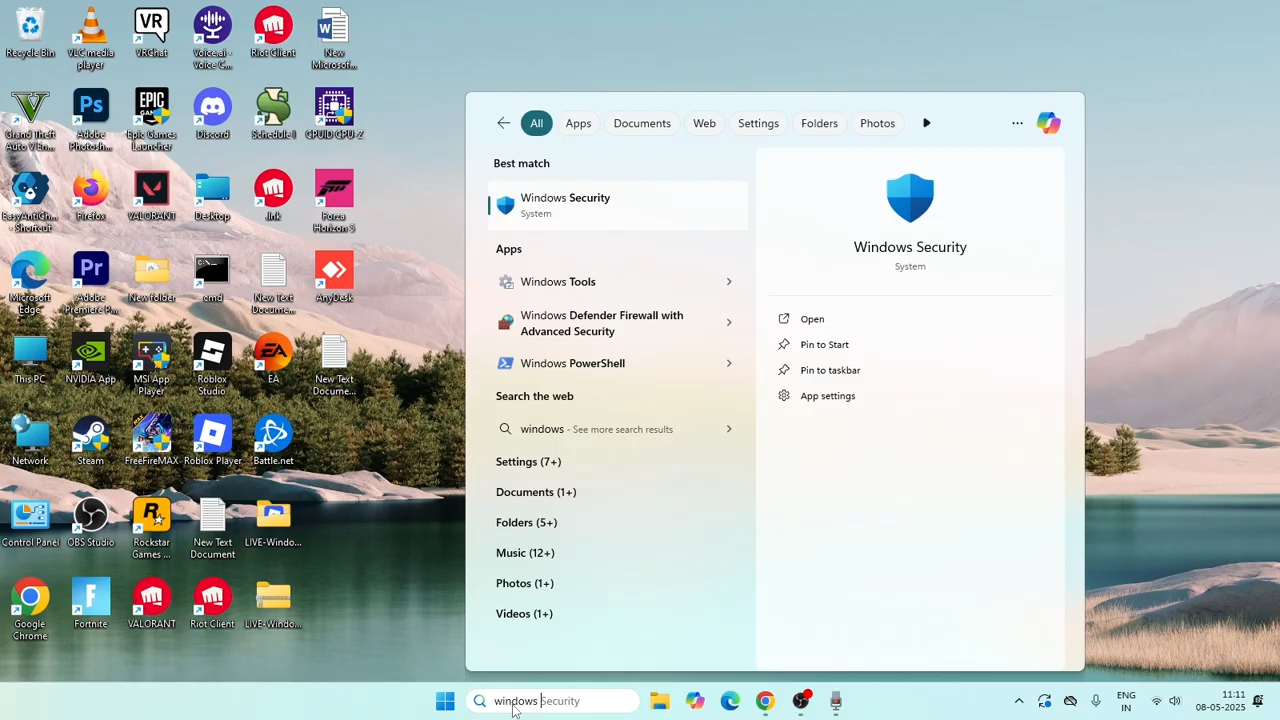 Recycle Bin
VLC media
player
VRChat
Voice.ai -
Voice C...
Riot Client
New
Microsof...
Grand Theft
Auto V En...
Adobe
Photosh...
Epic Games
Launcher
Discord
Schedule I
CPUID CPU-Z
EasyAntiCh...
- Shortcut
Firefox
VALORANT
Desktop
.lnk
Forza
Horizon 5
Microsoft
Edge
Adobe
Premiere P...
New folder
cmd
New Text
Docume...
AnyDesk
This PC
NVIDIA App
MSI App
Player
Roblox
Studio
EA
New Text
Docume...
Network
Steam
FreeFireMAX
Roblox Player
Battle.net
Control Panel
OBS Studio
Rockstar
Games ...
New Text
Document
LIVE-Windo...
Google
Chrome
Fortnite
VALORANT
Riot Client
LIVE-Windo...
All
Apps
Documents
Web
Settings
Folders
Photos
Best match
Windows Security
System
Apps
Windows Tools
Windows Defender Firewall with
Advanced Security
Windows PowerShell
Search the web
windows - See more search results
Settings (7+)
Documents (1+)
Folders (5+)
Music (12+)
Photos (1+)
Videos (1+)
Windows Security
System
Open
Pin to Start
Pin to taskbar
App settings
windows Security
ENG
IN
11:11
08-05-2025